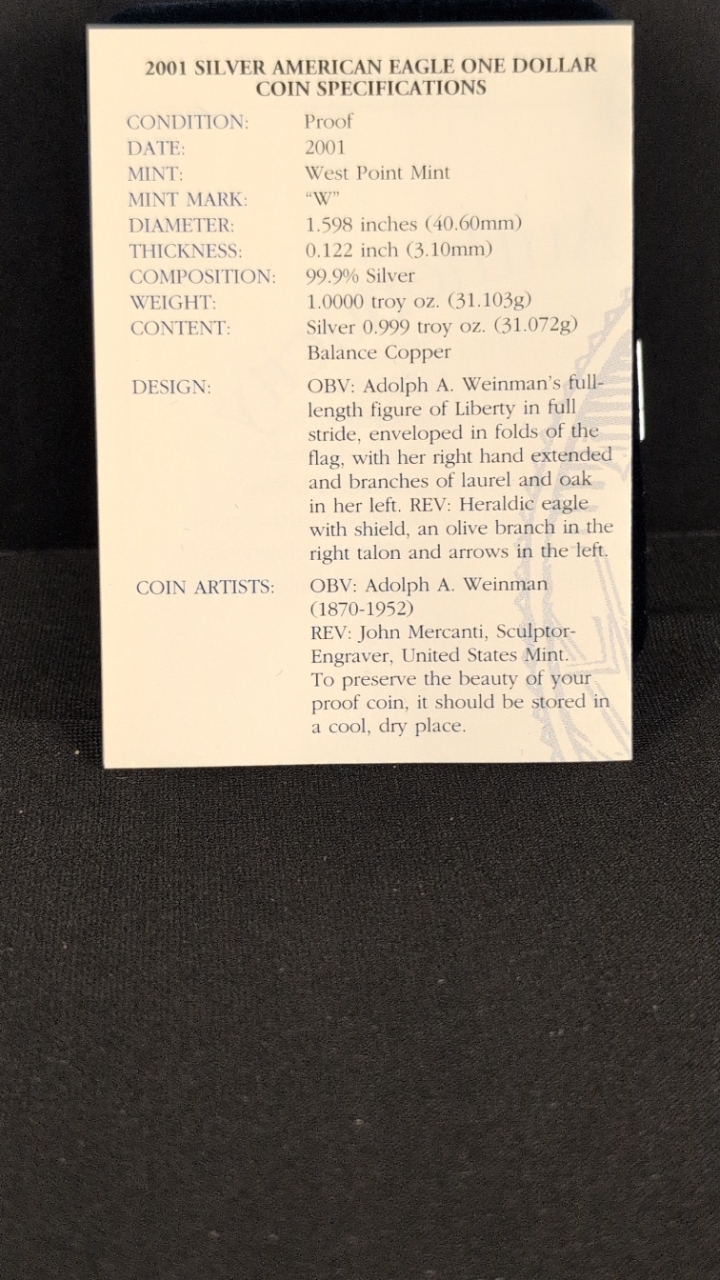 2001 SILVER AMERICAN EAGLE ONE DOLLAR
COIN SPECIFICATIONS
CONDITION: Proof
DATE: 2001
MINT: West Point Mint
MINT MARK: “W”
DIAMETER: 1.598 inches (40.60mm)
THICKNESS: 0.122 inch (3.10mm)
COMPOSITION: 99.9% Silver
WEIGHT: 1.0000 troy oz. (31.103g)
CONTENT: Silver 0.999 troy oz. (31.072g)
Balance Copper
DESIGN: OBV: Adolph A. Weinman’s full-
length figure of Liberty in full
stride, enveloped in folds of the
flag, with her right hand extended
and branches of laurel and oak
in her left. REV: Heraldic eagle
with shield, an olive branch in the
right talon and arrows in the left.
COIN ARTISTS: OBV: Adolph A. Weinman
(1870-1952)
REV: John Mercanti, Sculptor-
Engraver, United States Mint.
To preserve the beauty of your
proof coin, it should be stored in
a cool, dry place.